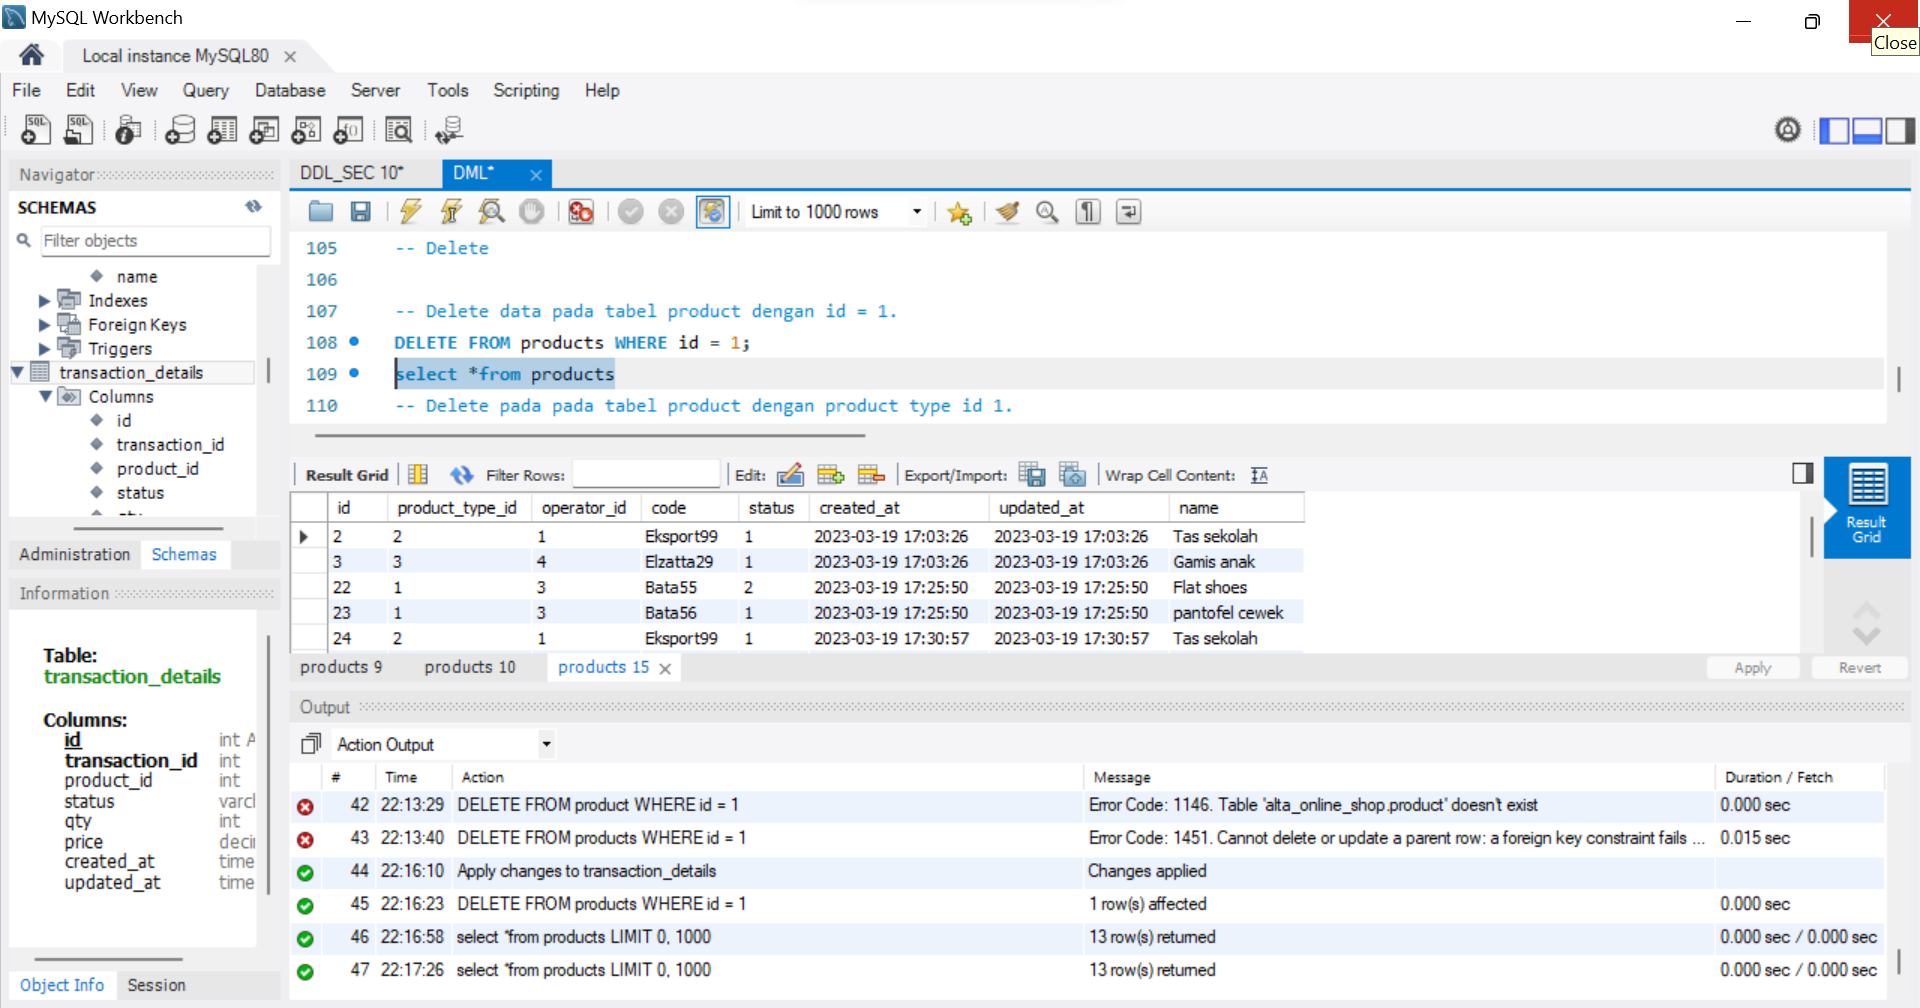 MySQL Workbench
Close
Local instance MySQL80
File Edit View Query Database Server Tools Scripting Help
Navigator
SCHEMAS
Filter objects
name
Indexes
Foreign Keys
Triggers
transaction_details
Columns
id
transaction_id
product_id
status
Administration Schemas
Information
Table:
transaction_details
Columns:
id int A
transaction_id int
product_id int
status varcl
qty int
price deci
created_at time
updated_at time
Object Info Session
DDL_SEC 10* DML*
Limit to 1000 rows
105 -- Delete
106
107 -- Delete data pada tabel product dengan id = 1.
108 DELETE FROM products WHERE id = 1;
109 select *from products
110 -- Delete pada pada tabel product dengan product type id 1.
Result Grid Filter Rows: Edit: Export/Import: Wrap Cell Content:
id product_type_id operator_id code status created_at updated_at name
2 2 1 Eksport99 1 2023-03-19 17:03:26 2023-03-19 17:03:26 Tas sekolah
3 3 4 Elzatta29 1 2023-03-19 17:03:26 2023-03-19 17:03:26 Gamis anak
22 1 3 Bata55 2 2023-03-19 17:25:50 2023-03-19 17:25:50 Flat shoes
23 1 3 Bata56 1 2023-03-19 17:25:50 2023-03-19 17:25:50 pantofel cewek
24 2 1 Eksport99 1 2023-03-19 17:30:57 2023-03-19 17:30:57 Tas sekolah
Result
Grid
products 9 products 10 products 15 Apply Revert
Output
Action Output
# Time Action Message Duration / Fetch
42 22:13:29 DELETE FROM product WHERE id = 1 Error Code: 1146. Table 'alta_online_shop.product' doesn't exist 0.000 sec
43 22:13:40 DELETE FROM products WHERE id = 1 Error Code: 1451. Cannot delete or update a parent row: a foreign key constraint fails ... 0.015 sec
44 22:16:10 Apply changes to transaction_details Changes applied
45 22:16:23 DELETE FROM products WHERE id = 1 1 row(s) affected 0.000 sec
46 22:16:58 select *from products LIMIT 0, 1000 13 row(s) returned 0.000 sec / 0.000 sec
47 22:17:26 select *from products LIMIT 0, 1000 13 row(s) returned 0.000 sec / 0.000 sec